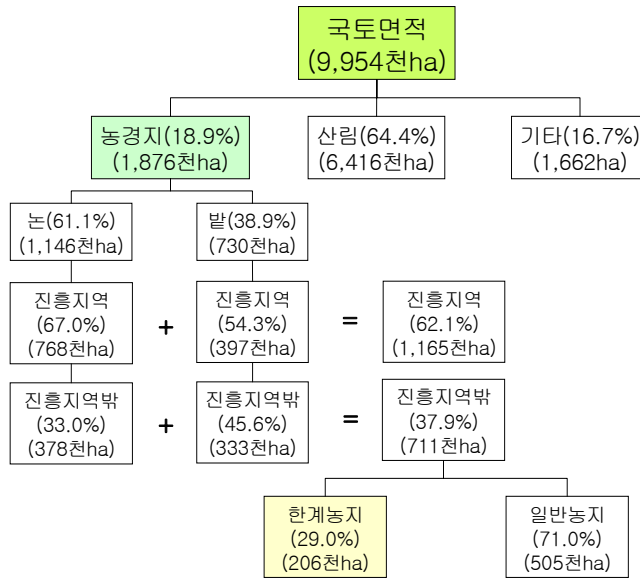 국토면적
(9,954천ha)
농경지(18.9%)
(1,876천ha)
산림(64.4%)
(6,416천ha)
기타(16.7%)
(1,662ha)
논(61.1%)
(1,146천ha)
밭(38.9%)
(730천ha)
진흥지역
(67.0%)
(768천ha)
+
진흥지역
(54.3%)
(397천ha)
=
진흥지역
(62.1%)
(1,165천ha)
진흥지역밖
(33.0%)
(378천ha)
+
진흥지역밖
(45.6%)
(333천ha)
=
진흥지역밖
(37.9%)
(711천ha)
한계농지
(29.0%)
(206천ha)
일반농지
(71.0%)
(505천ha)